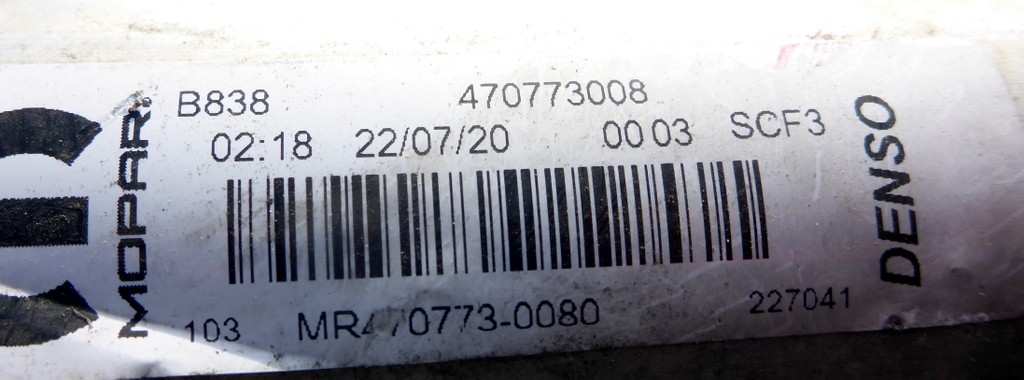 B838 470773008
02:18 22/07/20 00 03 SCF3
103 MR470773-0080 227041
MOPAR.
DENSO